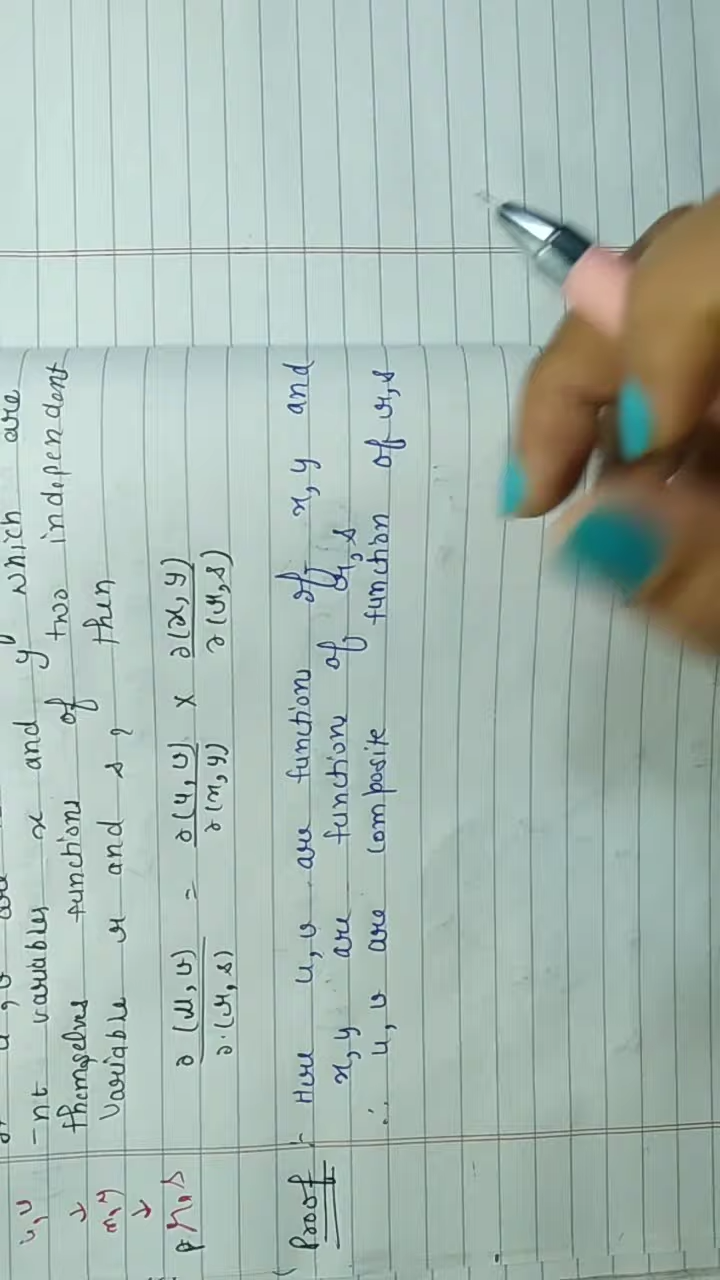 u, v are
-nt variables x and y which are
themselves functions of two independent
variable r and s, then
∂(u, v) / ∂(r, s) = ∂(u, v) / ∂(x, y) × ∂(x, y) / ∂(r, s)
Proof :- Here u, v are function of x, y and
x, y are function of r, s
∴ u, v are composite function of r, s
u, v
↓
x, y
↓
r, s